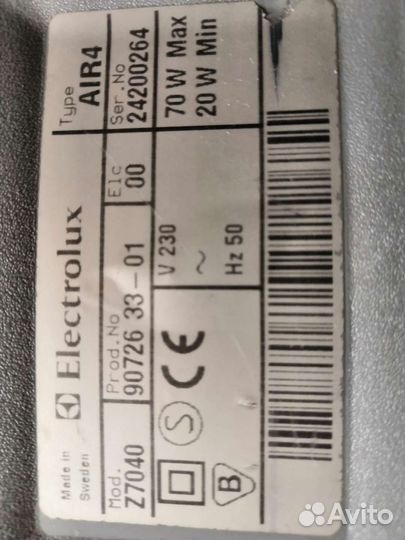 Made in
Sweden
Electrolux
Type
AIR4
Mod.
Z7040
Prod.No
90726 33-01
Elc
00
Ser.No
24200264
V 230
~
Hz 50
70 W Max
20 W Min
S
CE
B
Avito